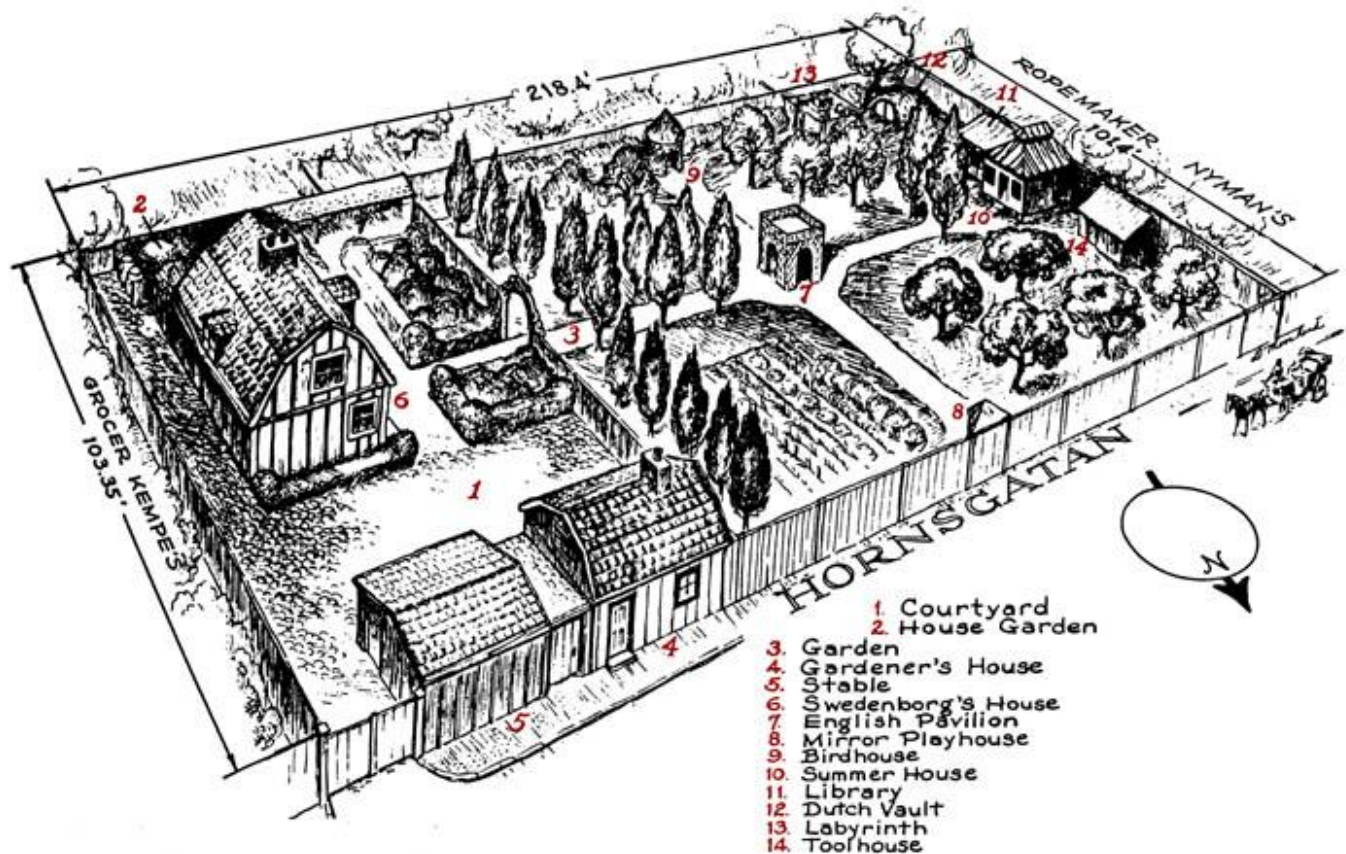 218.4'
13
12
11
ROPEMAKER NYMAN'S
2
9
10
14
7
3
GROCER KEMPE'S
103.35'
6
8
1
HORNSGATAN
N
4
5
1. Courtyard
2. House Garden
3. Garden
4. Gardener's House
5. Stable
6. Swedenborg's House
7. English Pavilion
8. Mirror Playhouse
9. Birdhouse
10. Summer House
11. Library
12. Dutch Vault
13. Labyrinth
14. Toolhouse